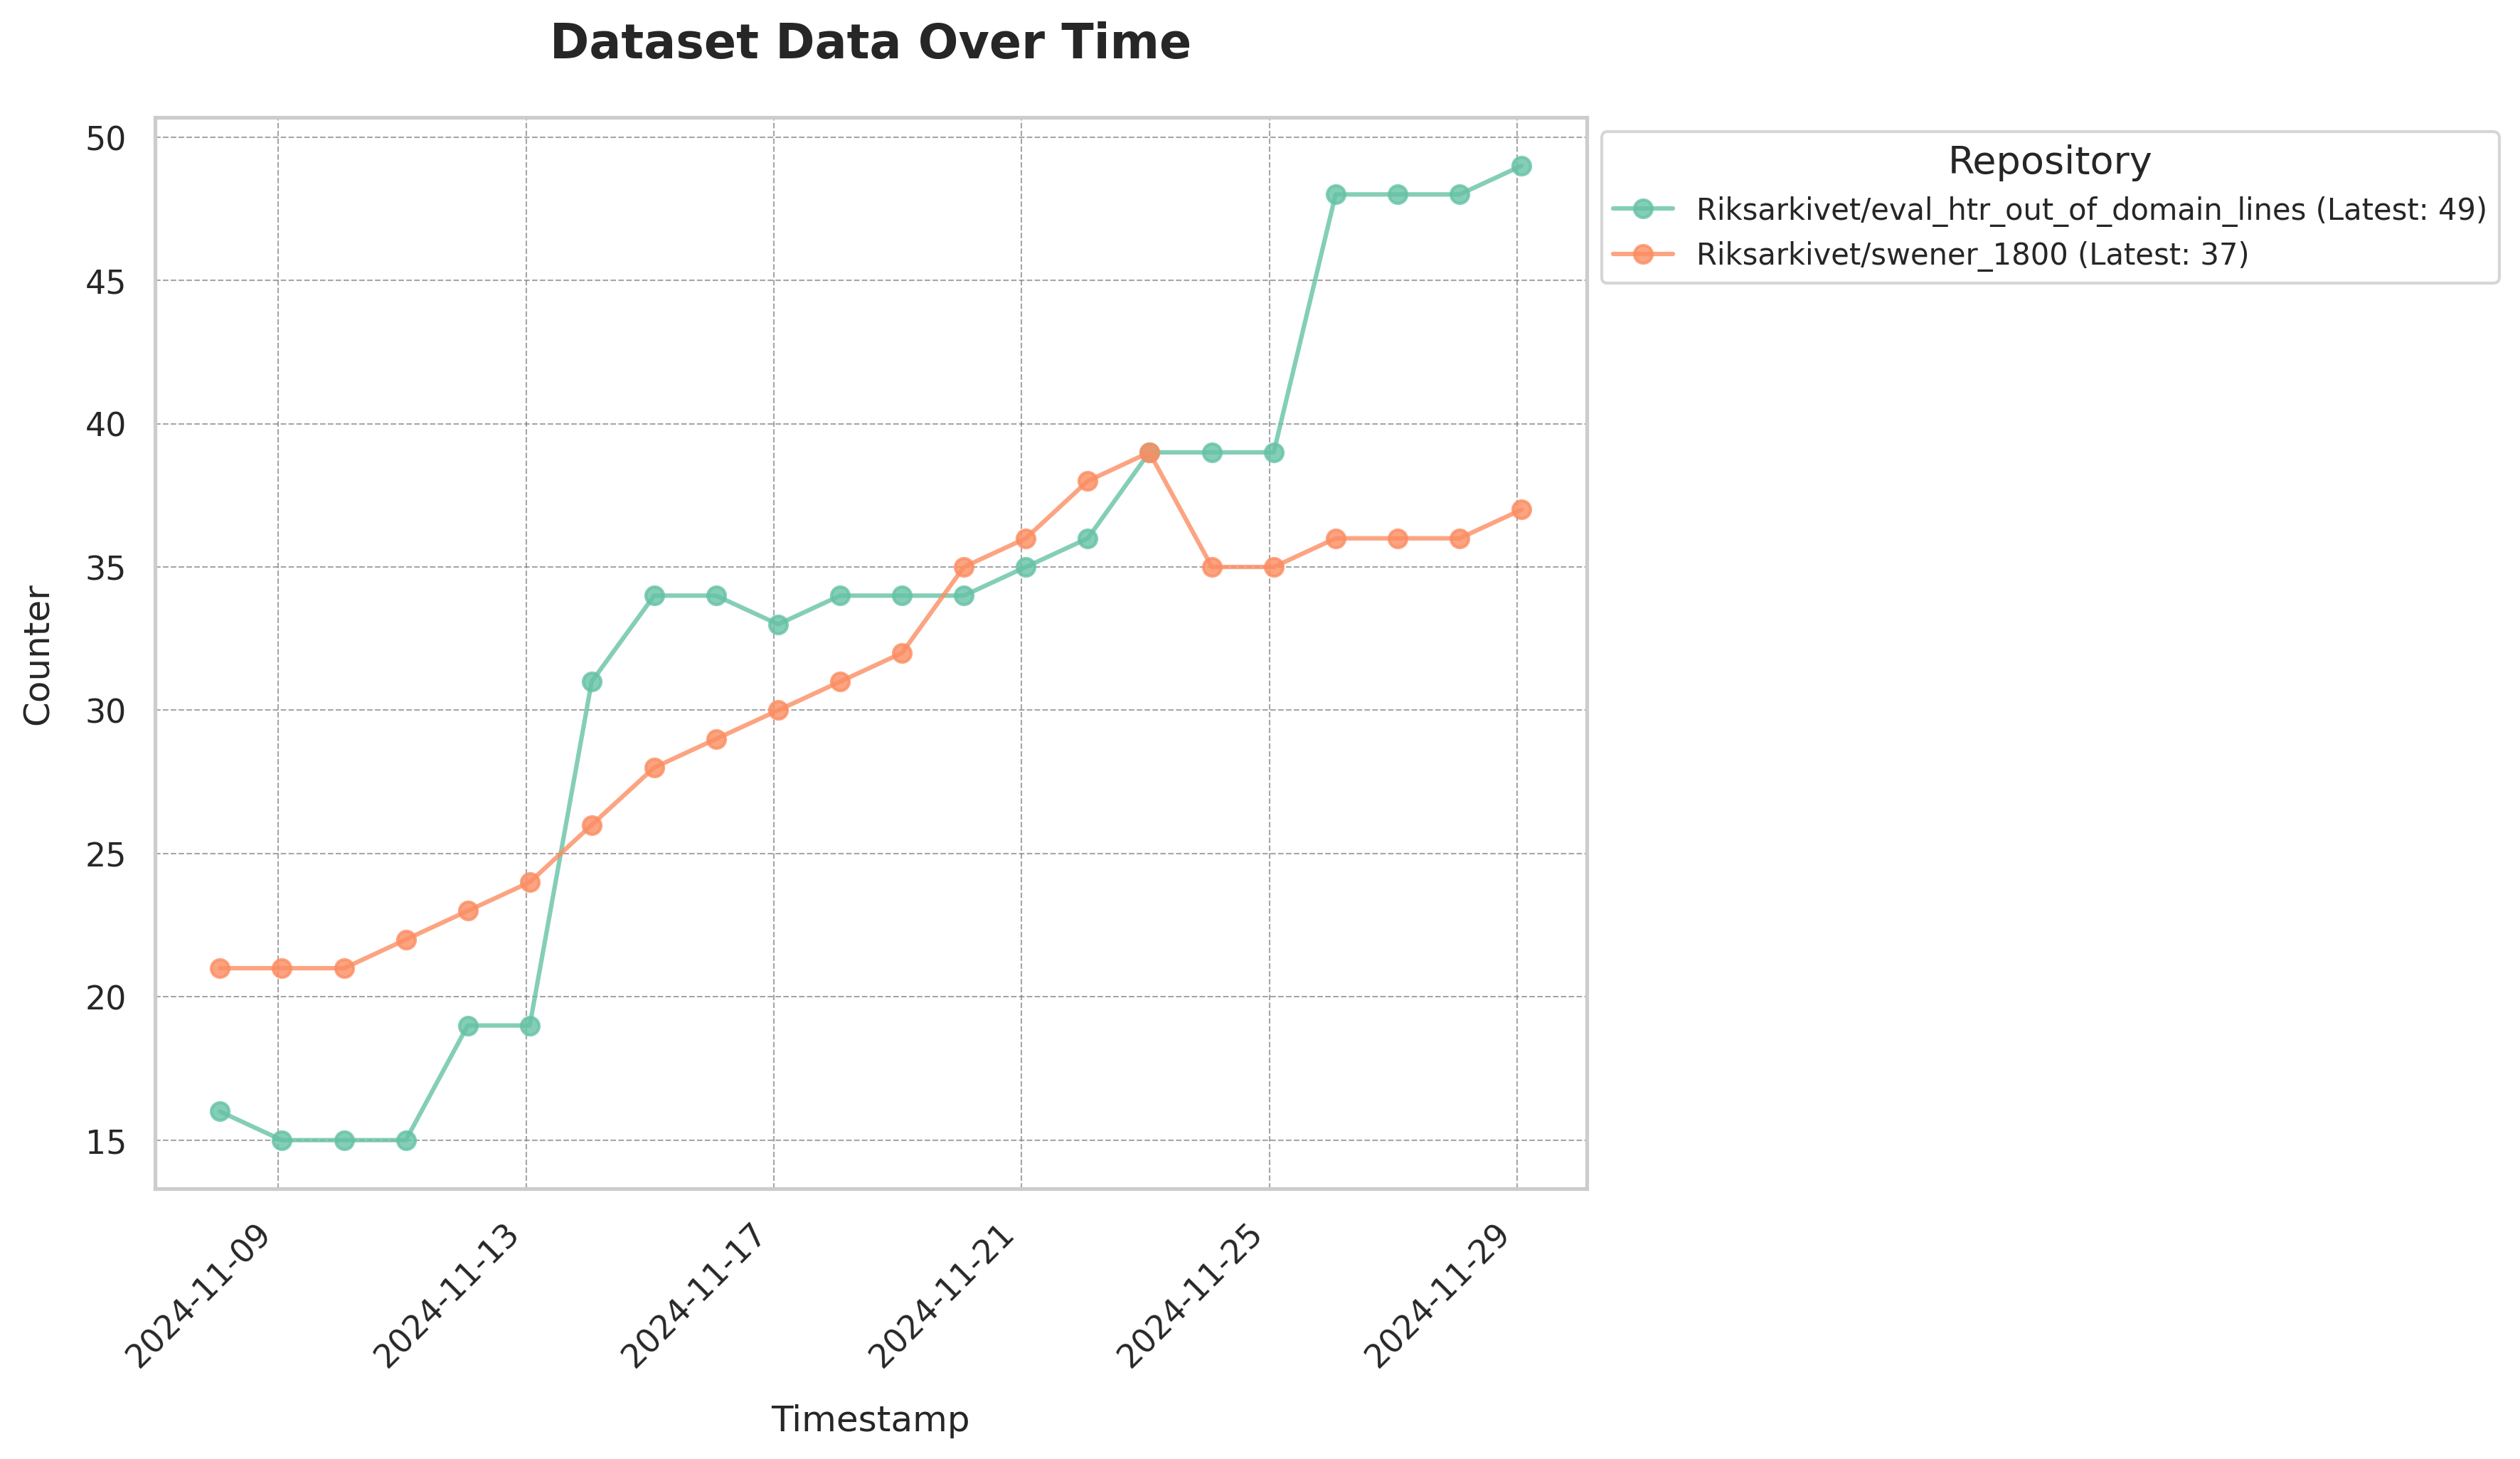 Dataset Data Over Time
Repository
Riksarkivet/eval_htr_out_of_domain_lines (Latest: 49)
Riksarkivet/swener_1800 (Latest: 37)
Counter
50
45
40
35
30
25
20
15
2024-11-09
2024-11-13
2024-11-17
2024-11-21
2024-11-25
2024-11-29
Timestamp